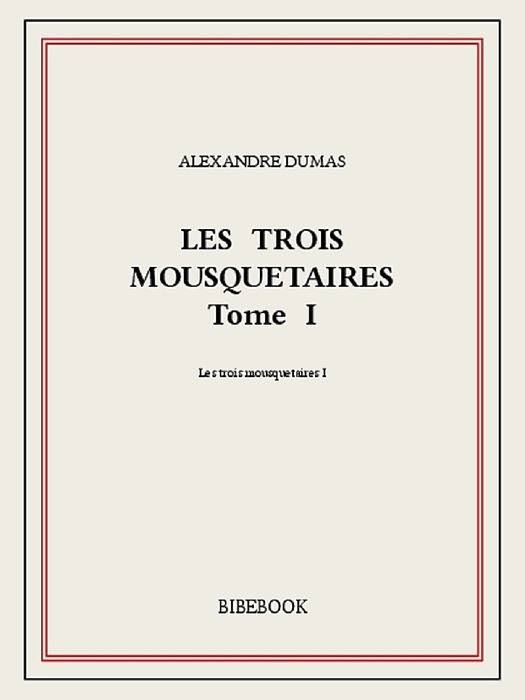 ALEXANDRE DUMAS
LES TROIS
MOUSQUETAIRES
Tome I
Les trois mousquetaires I
BIBEBOOK